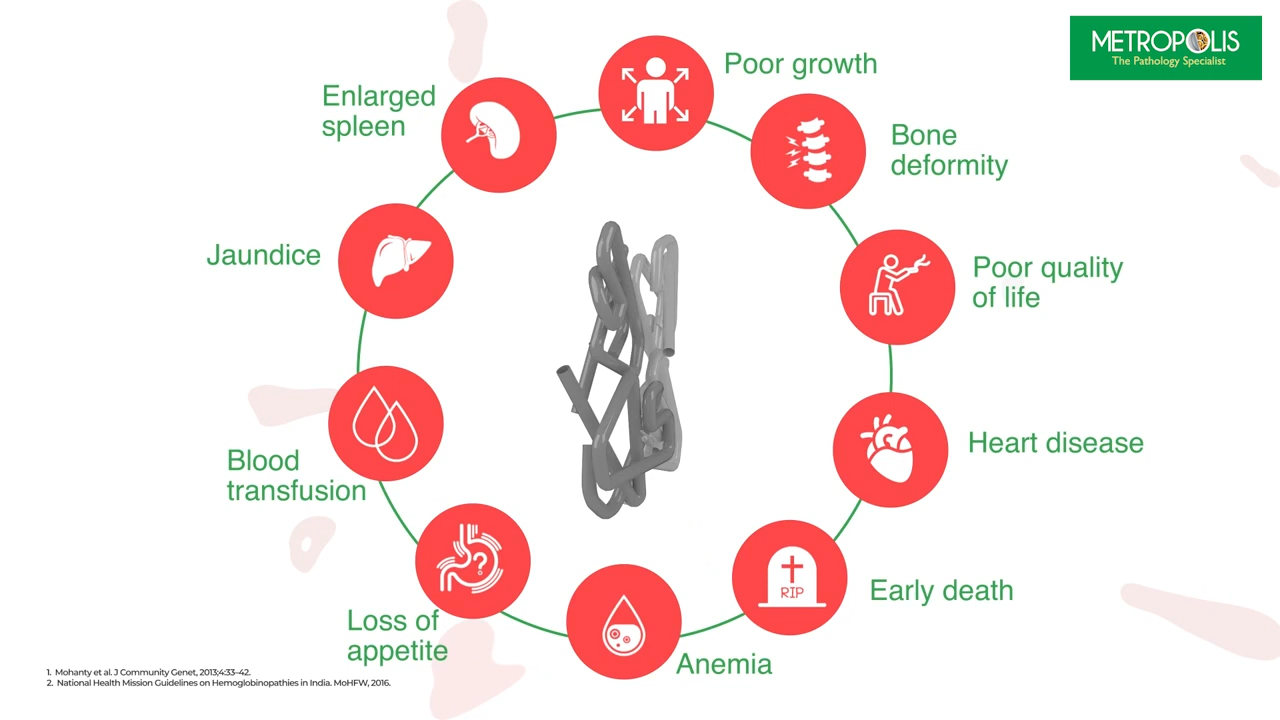 METROPOLIS
The Pathology Specialist
Poor growth
Enlarged
spleen
Bone
deformity
Jaundice
Poor quality
of life
Heart disease
Blood
transfusion
?
RIP
Early death
Loss of
appetite
Anemia
1. Mohanty et al. J Community Genet, 2013;4:33-42.
2. National Health Mission Guidelines on Hemoglobinopathies in India. MoHFW, 2016.